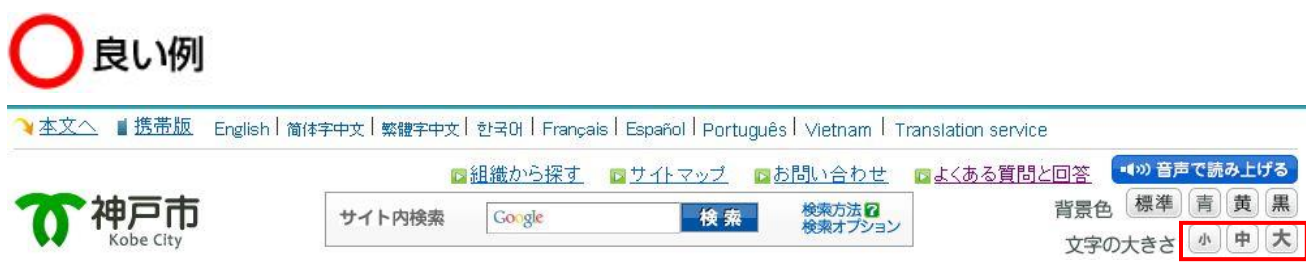 良い例
本文へ 携帯版 English | 简体字中文 | 繁體字中文 | 한국어 | Français | Español | Português | Vietnam | Translation service
組織から探す サイトマップ お問い合わせ よくある質問と回答 音声で読み上げる
神戸市
Kobe City
サイト内検索 Google 検索 検索方法?
検索オプション
背景色 標準 青 黄 黒
文字の大きさ 小 中 大